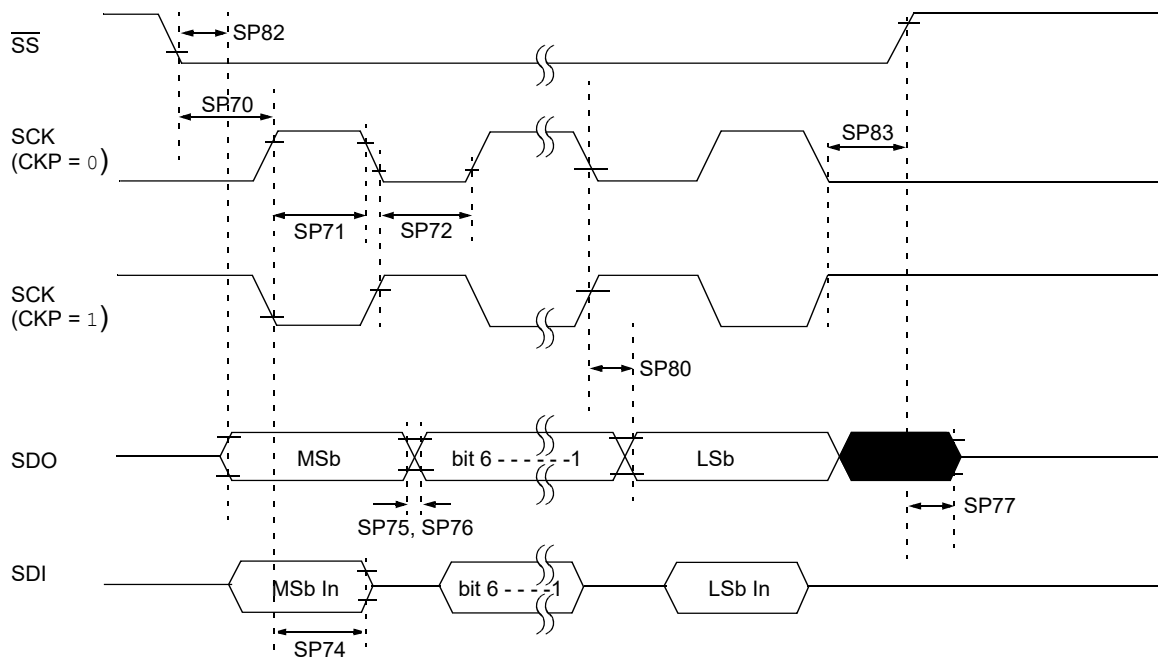 SS
SP82
SP70
SCK
(CKP = 0)
SP83
SP71
SP72
SCK
(CKP = 1)
SP80
SDO
MSb
bit 6 - - - - - -1
LSb
SP75, SP76
SP77
SDI
MSb In
bit 6 - - - - -1
LSb In
SP74